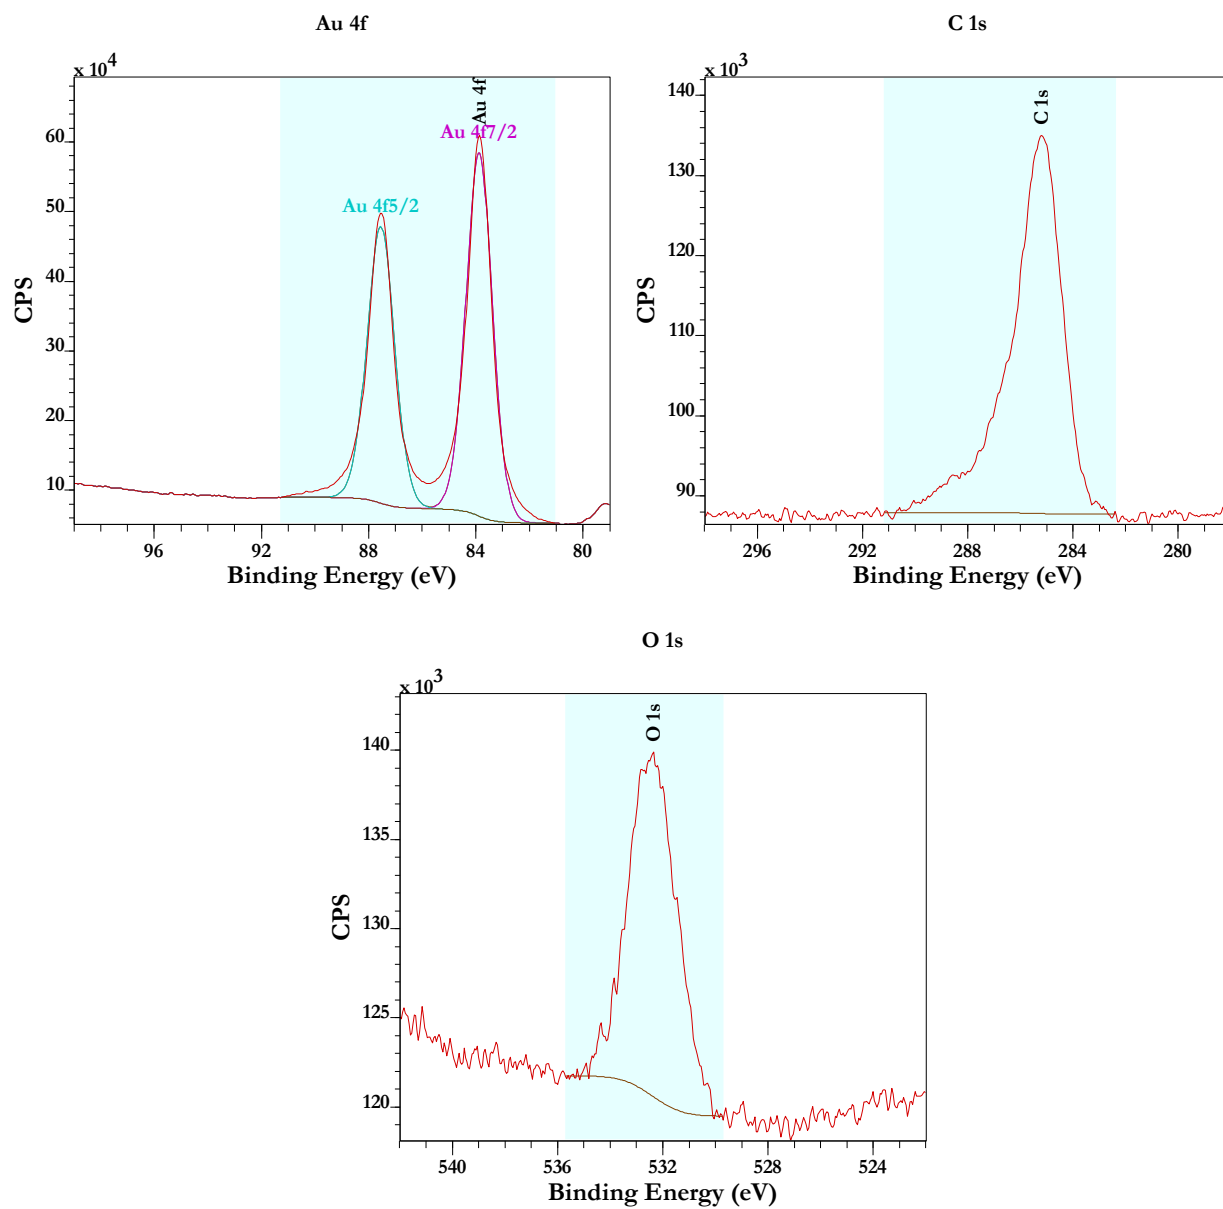 Au 4f
x 10^4
Au 4f
Au 4f7/2
Au 4f5/2
60
50
40
30
20
10
CPS
96 92 88 84 80
Binding Energy (eV)
C 1s
x 10^3
C 1s
140
130
120
110
100
90
CPS
296 292 288 284 280
Binding Energy (eV)
O 1s
x 10^3
O 1s
140
135
130
125
120
CPS
540 536 532 528 524
Binding Energy (eV)